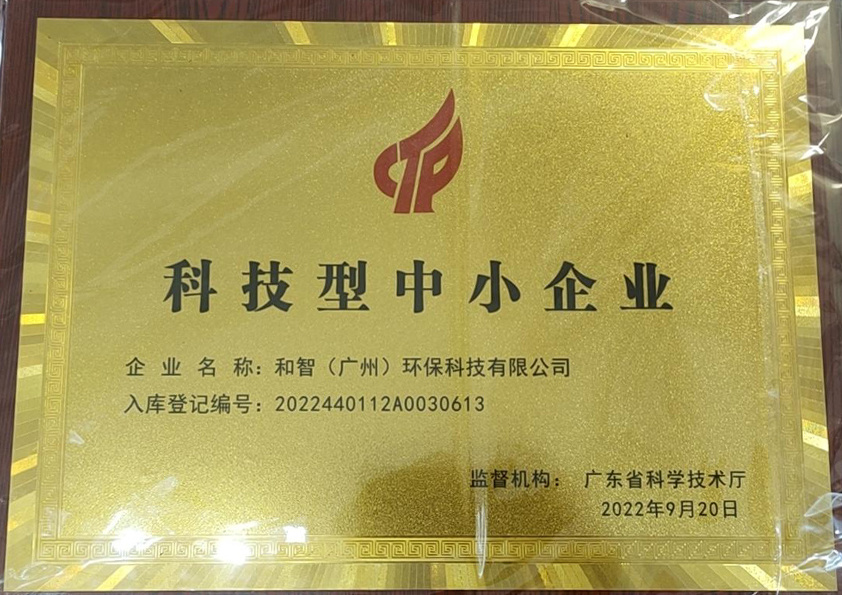 CTP
科技型中小企业
企业名称：和智（广州）环保科技有限公司
入库登记编号：2022440112A0030613
监督机构： 广东省科学技术厅
2022年9月20日